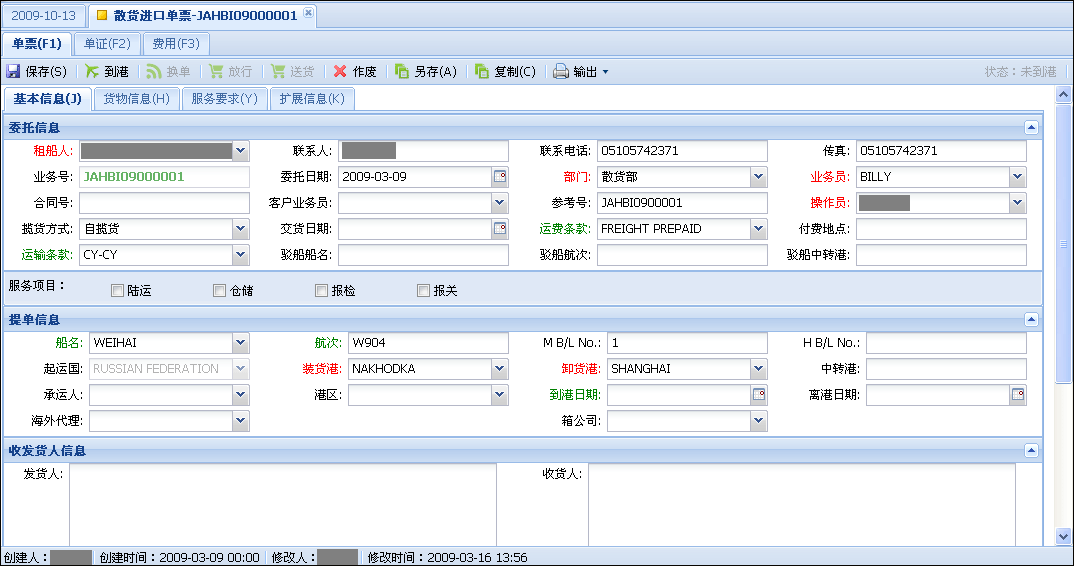 2009-10-13 散货进口单票-JAHBI09000001
单票(F1) 单证(F2) 费用(F3)
保存(S) 到港 换单 放行 送货 作废 另存(A) 复制(C) 输出 状态：未到港
基本信息(J) 货物信息(H) 服务要求(Y) 扩展信息(K)
委托信息
租船人: 联系人: 联系电话: 05105742371 传真: 05105742371
业务号: JAHBI09000001 委托日期: 2009-03-09 部门: 散货部 业务员: BILLY
合同号: 客户业务员: 参考号: JAHBI0900001 操作员:
揽货方式: 自揽货 交货日期: 运费条款: FREIGHT PREPAID 付费地点:
运输条款: CY-CY 驳船船名: 驳船航次: 驳船中转港:
服务项目： 陆运 仓储 报检 报关
提单信息
船名: WEIHAI 航次: W904 M B/L No.: 1 H B/L No.:
起运国: RUSSIAN FEDERATION 装货港: NAKHODKA 卸货港: SHANGHAI 中转港:
承运人: 港区: 到港日期: 离港日期:
海外代理: 箱公司:
收发货人信息
发货人: 收货人:
创建人： 创建时间：2009-03-09 00:00 修改人： 修改时间：2009-03-16 13:56